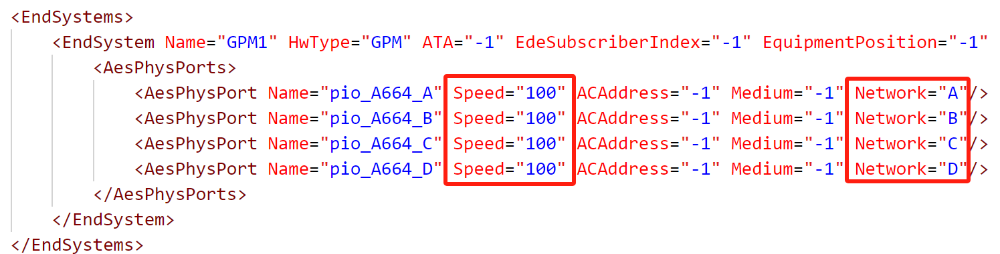 <EndSystems>
<EndSystem Name="GPM1" HwType="GPM" ATA="-1" EdeSubscriberIndex="-1" EquipmentPosition="-1"
<AesPhysPorts>
<AesPhysPort Name="pio_A664_A" Speed="100" ACAddress="-1" Medium="-1" Network="A"/>
<AesPhysPort Name="pio_A664_B" Speed="100" ACAddress="-1" Medium="-1" Network="B"/>
<AesPhysPort Name="pio_A664_C" Speed="100" ACAddress="-1" Medium="-1" Network="C"/>
<AesPhysPort Name="pio_A664_D" Speed="100" ACAddress="-1" Medium="-1" Network="D"/>
</AesPhysPorts>
</EndSystem>
</EndSystems>